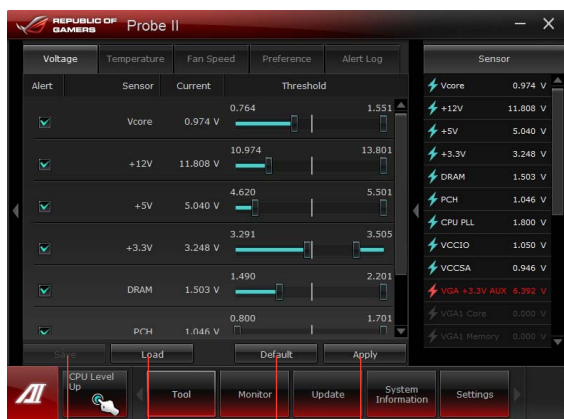 REPUBLIC OF
GAMERS
Probe II
Voltage Temperature Fan Speed Preference Alert Log
Alert Sensor Current Threshold
0.764 1.551
Vcore 0.974 V
10.974 13.801
+12V 11.808 V
4.620 5.501
+5V 5.040 V
3.291 3.505
+3.3V 3.248 V
1.490 2.201
DRAM 1.503 V
0.800 1.701
PCH 1.046 V
Save Load Default Apply
Sensor
Vcore 0.974 V
+12V 11.808 V
+5V 5.040 V
+3.3V 3.248 V
DRAM 1.503 V
PCH 1.046 V
CPU PLL 1.800 V
VCCIO 1.050 V
VCCSA 0.946 V
VGA +3.3V AUX 6.392 V
VGA1 Core 0.000 V
VGA1 Memory 0.000 V
AI
CPU Level
Up
Tool
Monitor
Update
System
Information
Settings